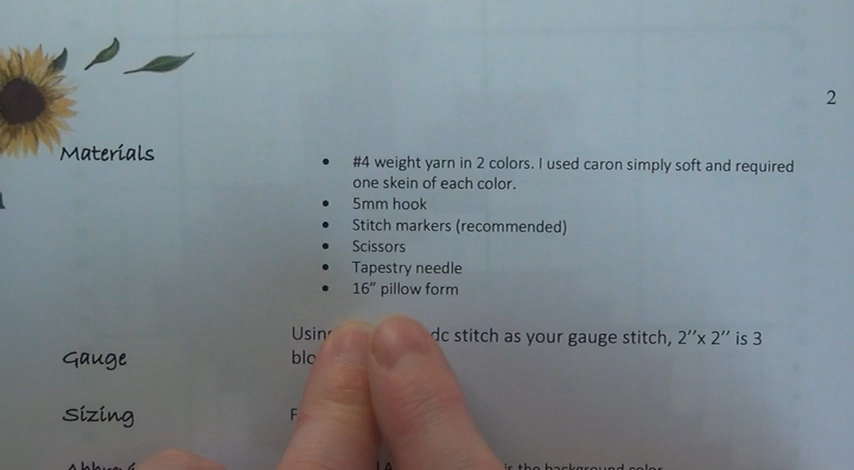 2
Materials
• #4 weight yarn in 2 colors. I used caron simply soft and required
one skein of each color.
• 5mm hook
• Stitch markers (recommended)
• Scissors
• Tapestry needle
• 16” pillow form
Gauge
dc stitch as your gauge stitch, 2’’x 2’’ is 3
Sizing
is the background color